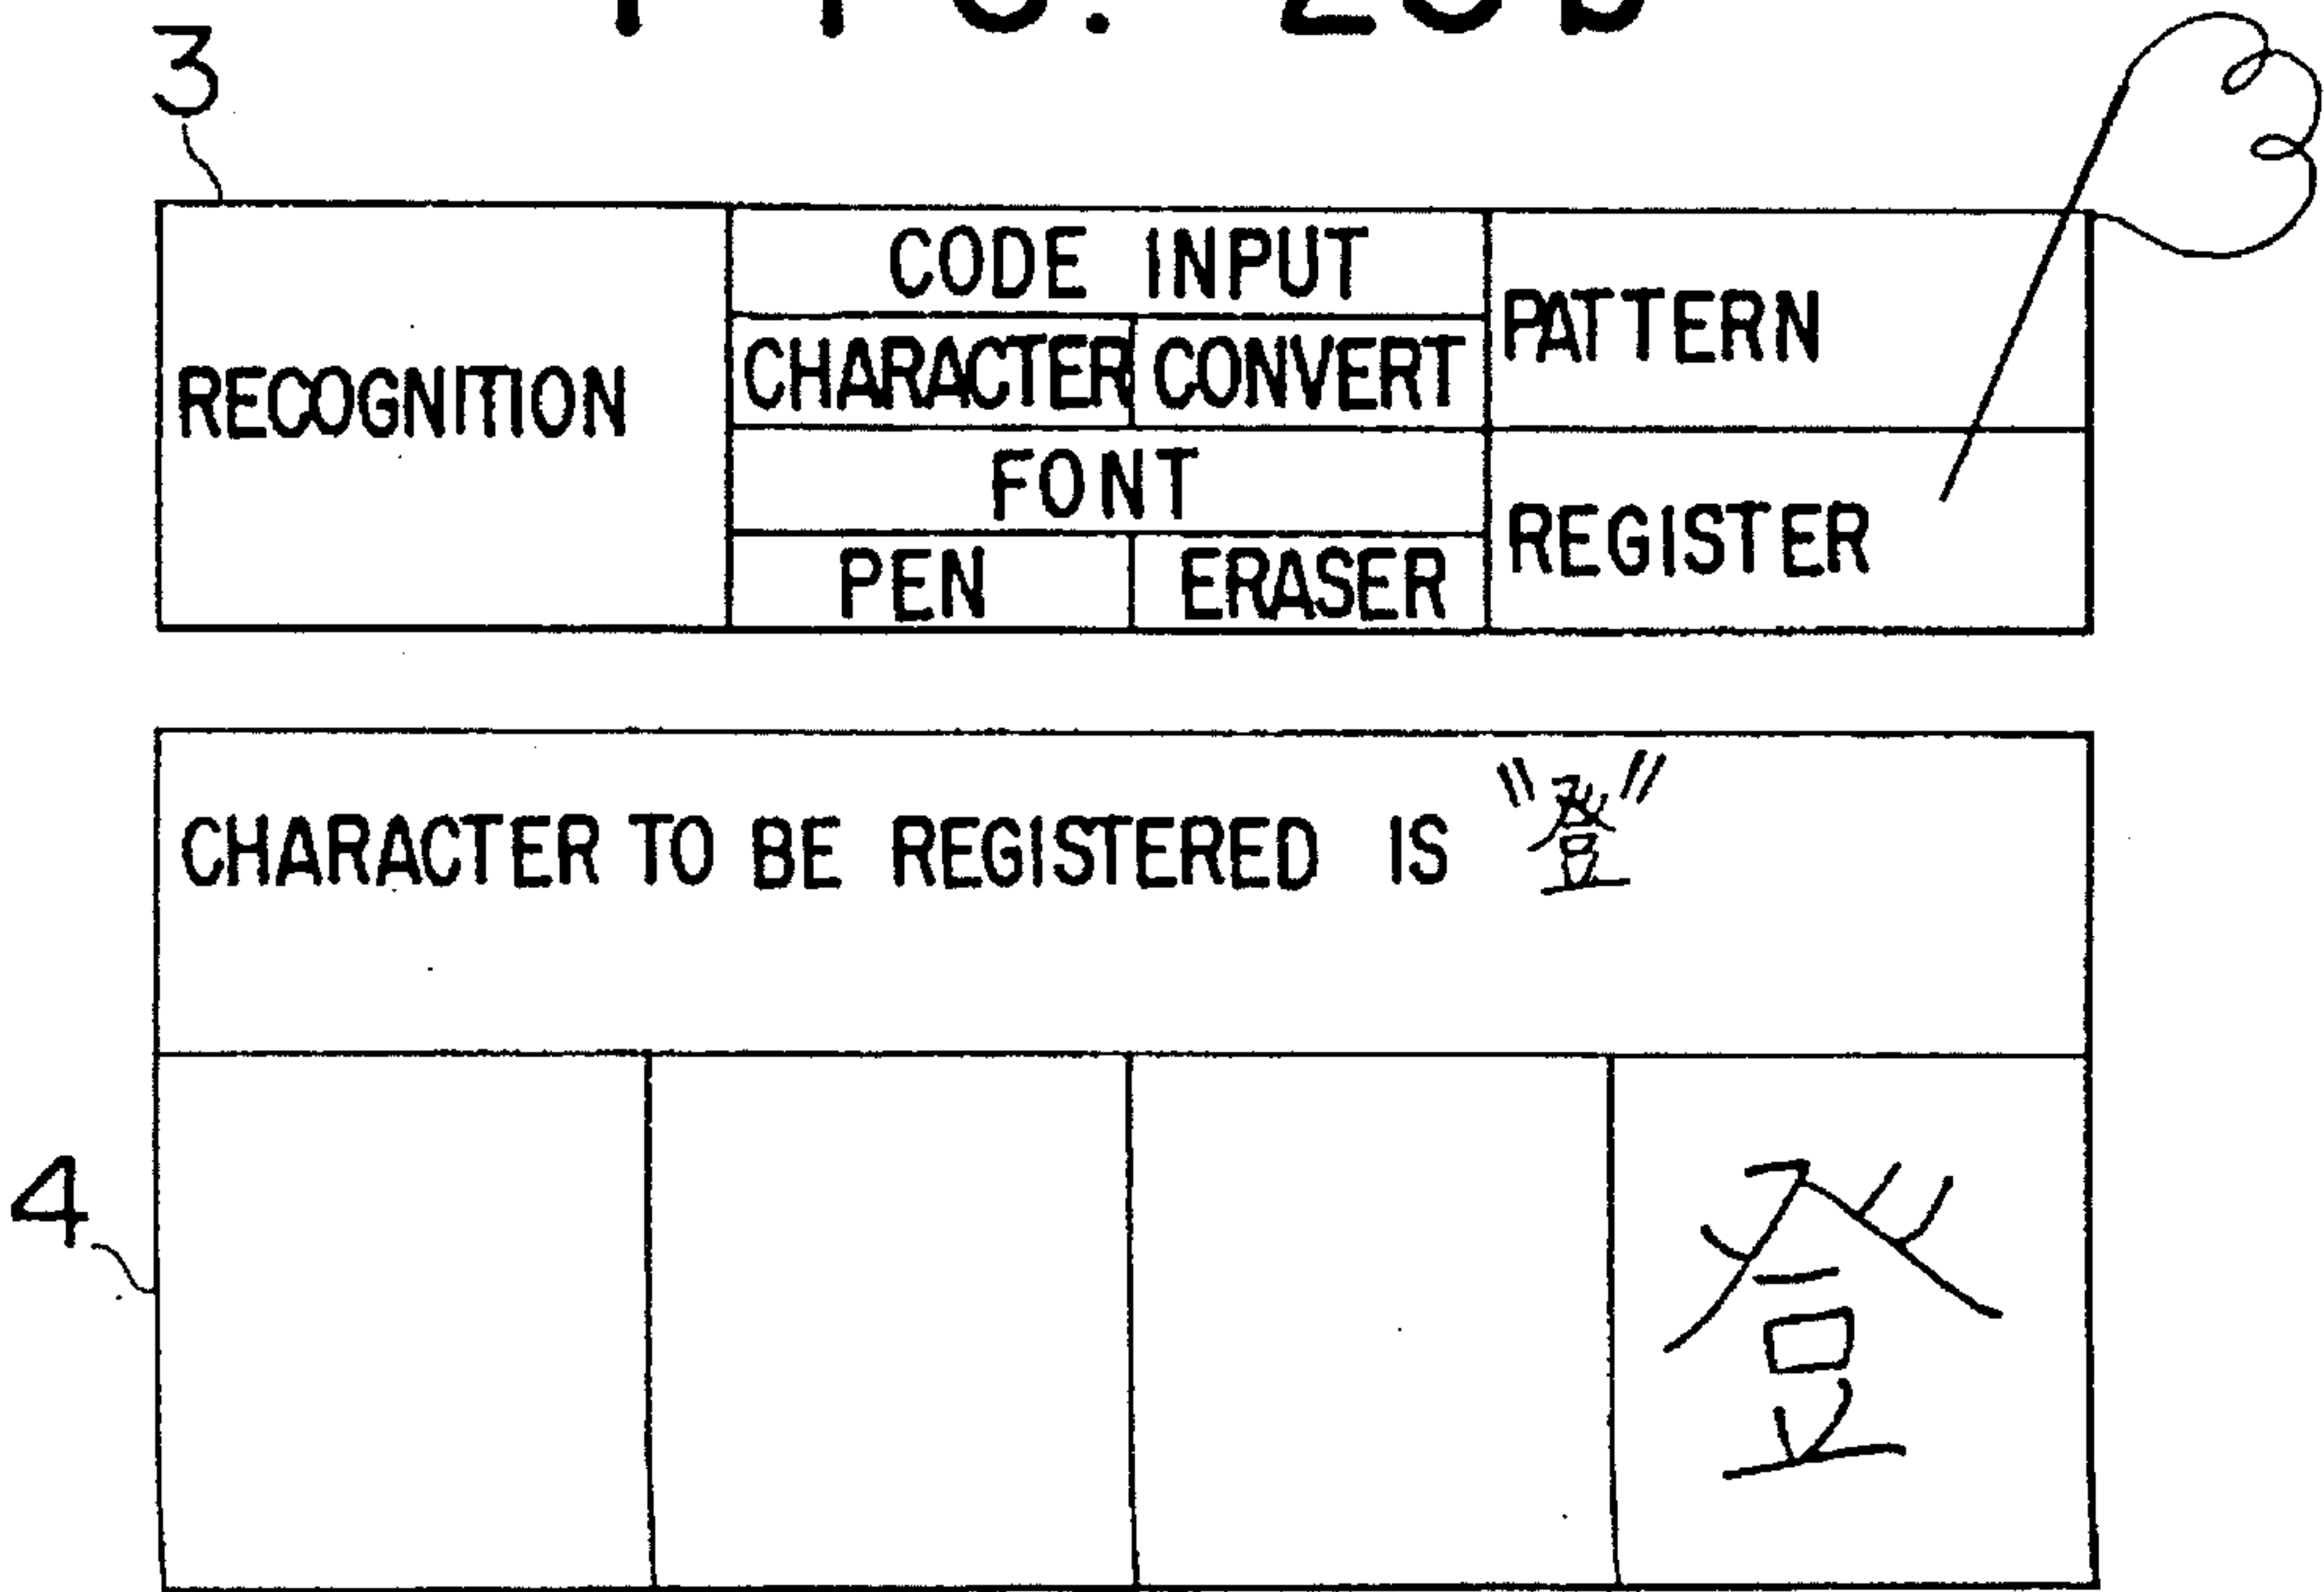 3
RECOGNITION
CODE INPUT
CHARACTER CONVERT
FONT
PEN ERASER
PATTERN
REGISTER
CHARACTER TO BE REGISTERED IS "登"
4
登